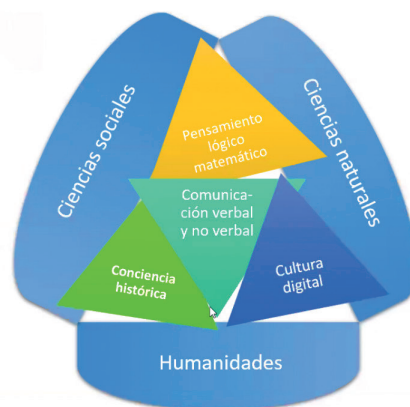 Ciencias sociales
Ciencias naturales
Pensamiento
lógico
matemático
Comunica-
ción verbal
y no verbal
Conciencia
histórica
Cultura
digital
Humanidades